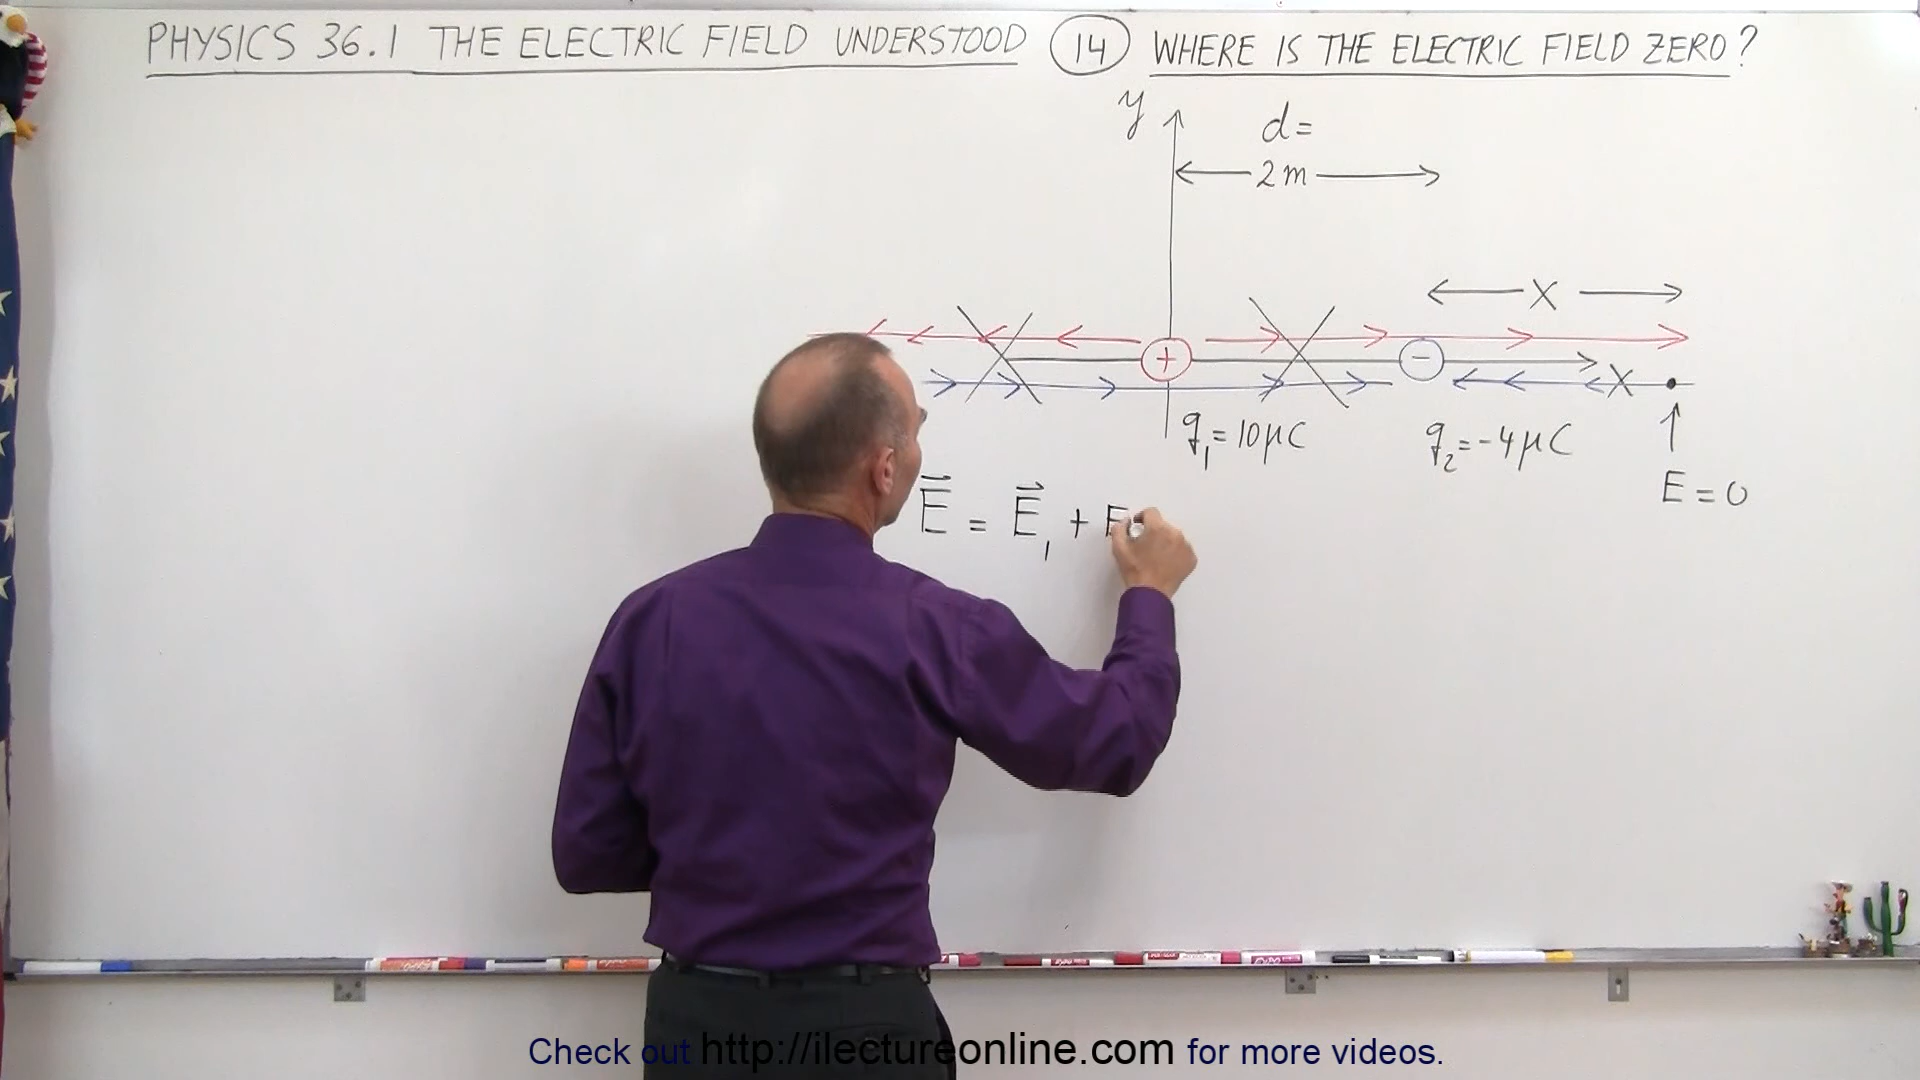 PHYSICS 36.1 THE ELECTRIC FIELD UNDERSTOOD (14) WHERE IS THE ELECTRIC FIELD ZERO?
y
d=
2m
X
+ −
X
q₁=10μC q₂=-4μC
E=0
E⃗ = E⃗₁ + E
Check out http://ilectureonline.com for more videos.